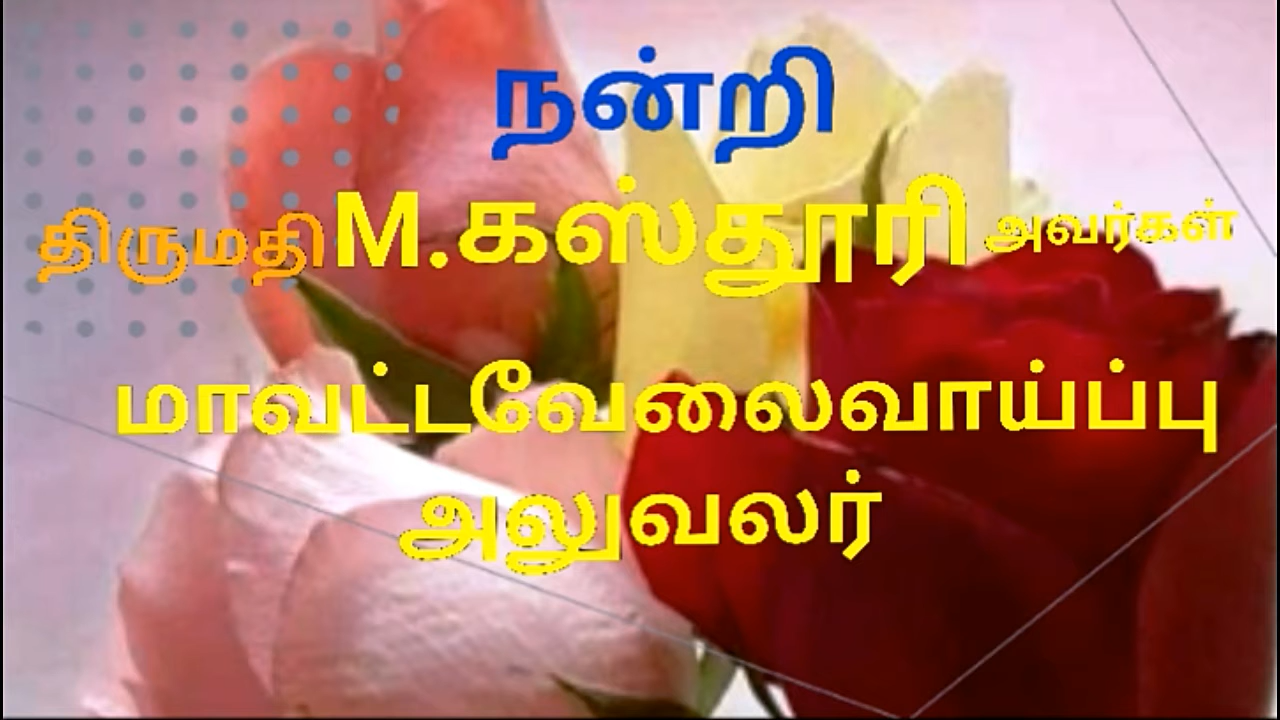 நன்றி
திருமதி M.கஸ்தூரி அவர்கள்
மாவட்டவேலைவாய்ப்பு
அலுவலர்